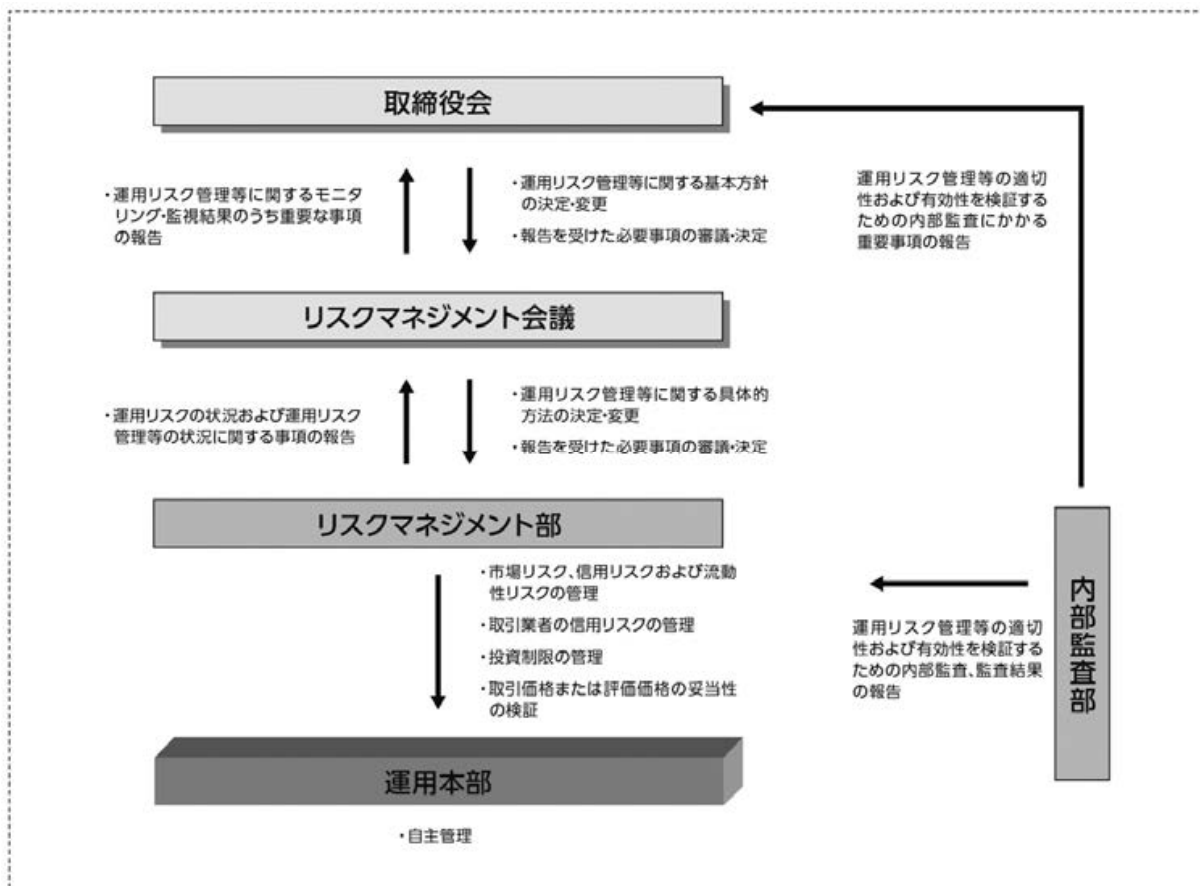 取締役会
・運用リスク管理等に関するモニタ
リング・監視結果のうち重要な事項
の報告
・運用リスク管理等に関する基本方針
の決定・変更
・報告を受けた必要事項の審議・決定
運用リスク管理等の適切
性および有効性を検証す
るための内部監査にかかる
重要事項の報告
リスクマネジメント会議
・運用リスクの状況および運用リスク
管理等の状況に関する事項の報告
・運用リスク管理等に関する具体的
方法の決定・変更
・報告を受けた必要事項の審議・決定
リスクマネジメント部
・市場リスク、信用リスクおよび流動
性リスクの管理
・取引業者の信用リスクの管理
・投資制限の管理
・取引価格または評価価格の妥当性
の検証
運用リスク管理等の適切
性および有効性を検証する
ための内部監査、監査結果
の報告
内部監査部
運用本部
・自主管理